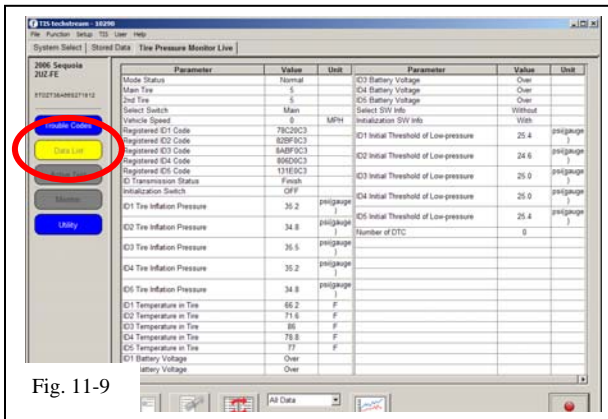 TIS techstream - 10290
File Function Setup TIS User Help
System Select Stored Data Tire Pressure Monitor Live
2006 Sequoia
2UZ-FE
Trouble Codes
Data List
Active Test
Monitor
Utility
Parameter Value Unit
Mode Status Normal
Main Tire 5
2nd Tire 5
Select Switch Main
Vehicle Speed 0 MPH
Registered ID1 Code 78C20C3
Registered ID2 Code 829F0C3
Registered ID3 Code 8ABF0C3
Registered ID4 Code 806D0C3
Registered ID5 Code 131E0C3
ID Transmission Status Finish
Initialization Switch OFF
ID1 Tire Inflation Pressure 35.2 psi(gauge)
ID2 Tire Inflation Pressure 34.8 psi(gauge)
ID3 Tire Inflation Pressure 35.5 psi(gauge)
ID4 Tire Inflation Pressure 35.2 psi(gauge)
ID5 Tire Inflation Pressure 34.8 psi(gauge)
ID1 Temperature in Tire 66.2 F
ID2 Temperature in Tire 71.6 F
ID3 Temperature in Tire 86 F
ID4 Temperature in Tire 78.8 F
ID5 Temperature in Tire 77 F
ID1 Battery Voltage Over
Battery Voltage Over
Parameter Value Unit
ID3 Battery Voltage Over
ID4 Battery Voltage Over
ID5 Battery Voltage Over
Select SW Info Without
Initialization SW Info With
ID1 Initial Threshold of Low-pressure 25.4 psi(gauge)
ID2 Initial Threshold of Low-pressure 24.6 psi(gauge)
ID3 Initial Threshold of Low-pressure 25.0 psi(gauge)
ID4 Initial Threshold of Low-pressure 25.0 psi(gauge)
ID5 Initial Threshold of Low-pressure 25.4 psi(gauge)
Number of DTC 0
All Data
Fig. 11-9